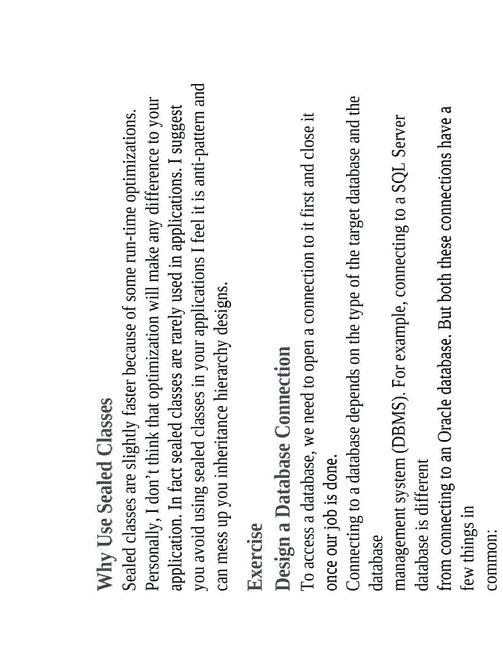 Why Use Sealed Classes
Sealed classes are slightly faster because of some run-time optimizations.
Personally, I don't think that optimization will make any difference to your
application. In fact sealed classes are rarely used in applications. I suggest
you avoid using sealed classes in your applications I feel it is anti-pattern and
can mess up you inheritance hierarchy designs.
Exercise
Design a Database Connection
To access a database, we need to open a connection to it first and close it
once our job is done.
Connecting to a database depends on the type of the target database and the
database
management system (DBMS). For example, connecting to a SQL Server
database is different
from connecting to an Oracle database. But both these connections have a
few things in
common: